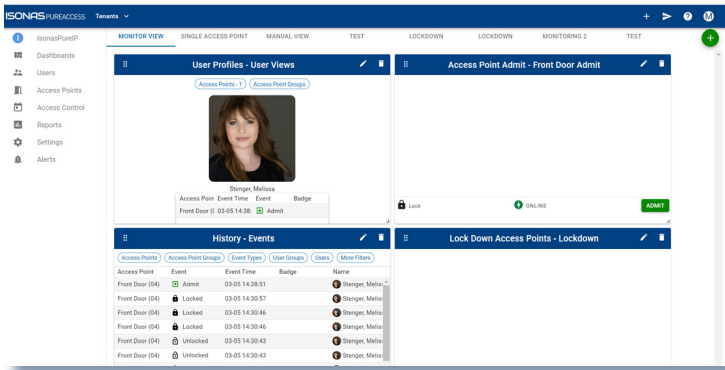 ISONAS PUREACCESS Tenants
M
I IsonasPureIP
Dashboards
Users
Access Points
Access Control
Reports
Settings
Alerts
MONITOR VIEW SINGLE ACCESS POINT MANUAL VIEW TEST LOCKDOWN LOCKDOWN MONITORING 2 TEST
User Profiles - User Views
Access Points - 1 Access Point Groups
Stenger, Melissa
Access Poin Event Time Event Badge
Front Door (( 03-05 14:38: Admit
Access Point Admit - Front Door Admit
Lock ONLINE ADMIT
History - Events
Access Points Access Point Groups Event Types User Groups Users More Filters
Access Point Event Event Time Badge Name
Front Door (04) Admit 03-05 14:38:51 Stenger, Melis
Front Door (04) Locked 03-05 14:30:57 Stenger, Melis
Front Door (04) Locked 03-05 14:30:46 Stenger, Melis
Front Door (04) Locked 03-05 14:30:46 Stenger, Melis
Front Door (04) Unlocked 03-05 14:30:43 Stenger, Melis
Front Door (04) Unlocked 03-05 14:30:43 Stenger, Melis
Lock Down Access Points - Lockdown